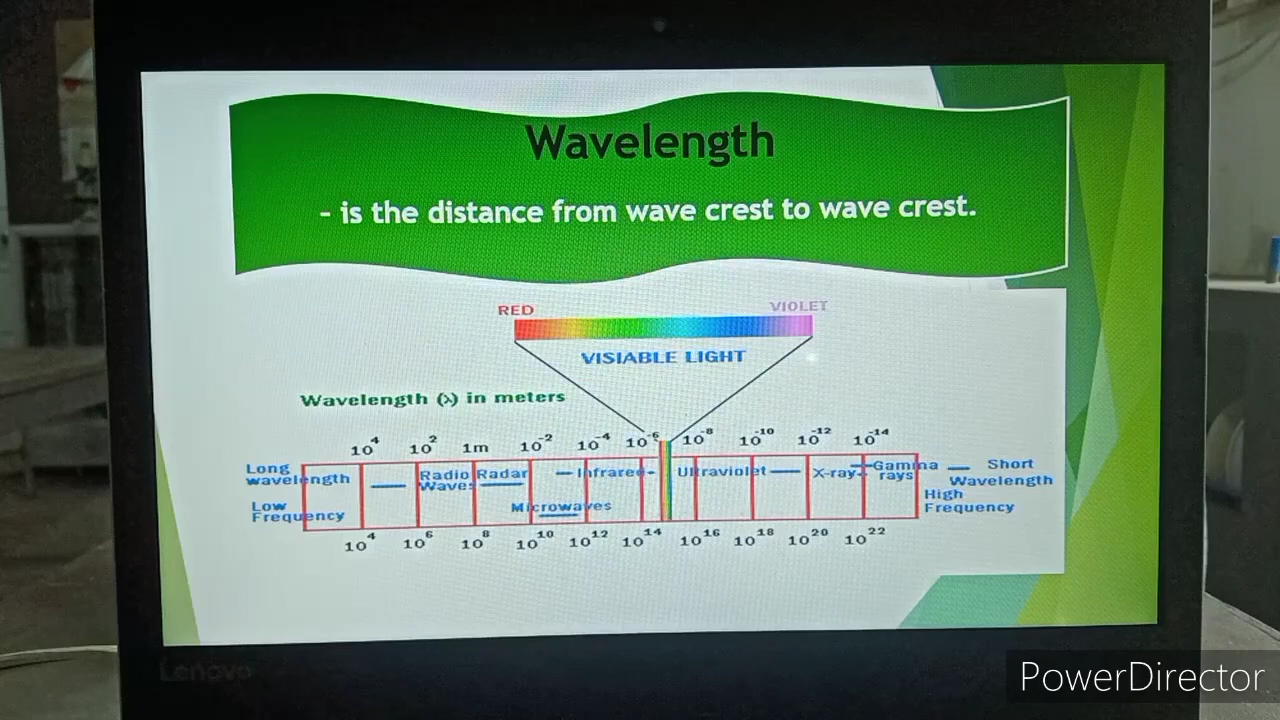 Wavelength
- is the distance from wave crest to wave crest.
RED VIOLET
VISIABLE LIGHT
Wavelength (λ) in meters
10⁴ 10² 1m 10⁻² 10⁻⁴ 10⁻⁶ 10⁻⁸ 10⁻¹⁰ 10⁻¹² 10⁻¹⁴
Long wavelength
Low Frequency
Radio Waves
Radar
Microwaves
Infrared
Ultraviolet
X-ray
Gamma rays
Short Wavelength
High Frequency
10⁴ 10⁶ 10⁸ 10¹⁰ 10¹² 10¹⁴ 10¹⁶ 10¹⁸ 10²⁰ 10²²
Lenovo
PowerDirector